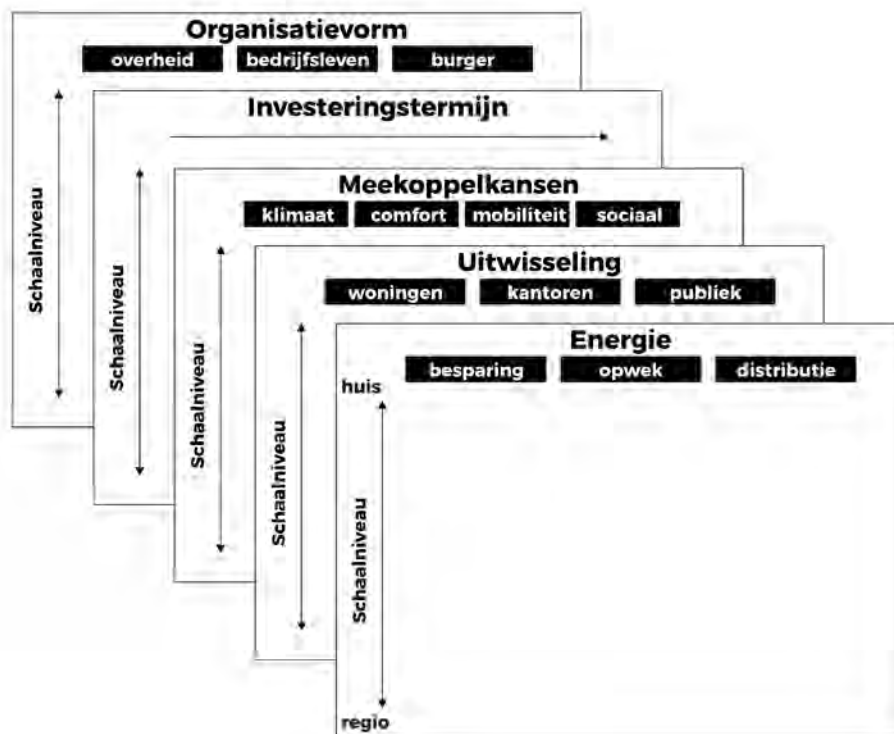 Organisatievorm
overheid bedrijfsleven burger
Schaalniveau
Investeringstermijn
Schaalniveau
Meekoppelkansen
klimaat comfort mobiliteit sociaal
Schaalniveau
Uitwisseling
woningen kantoren publiek
Schaalniveau
Energie
besparing opwek distributie
huis
Schaalniveau
regio